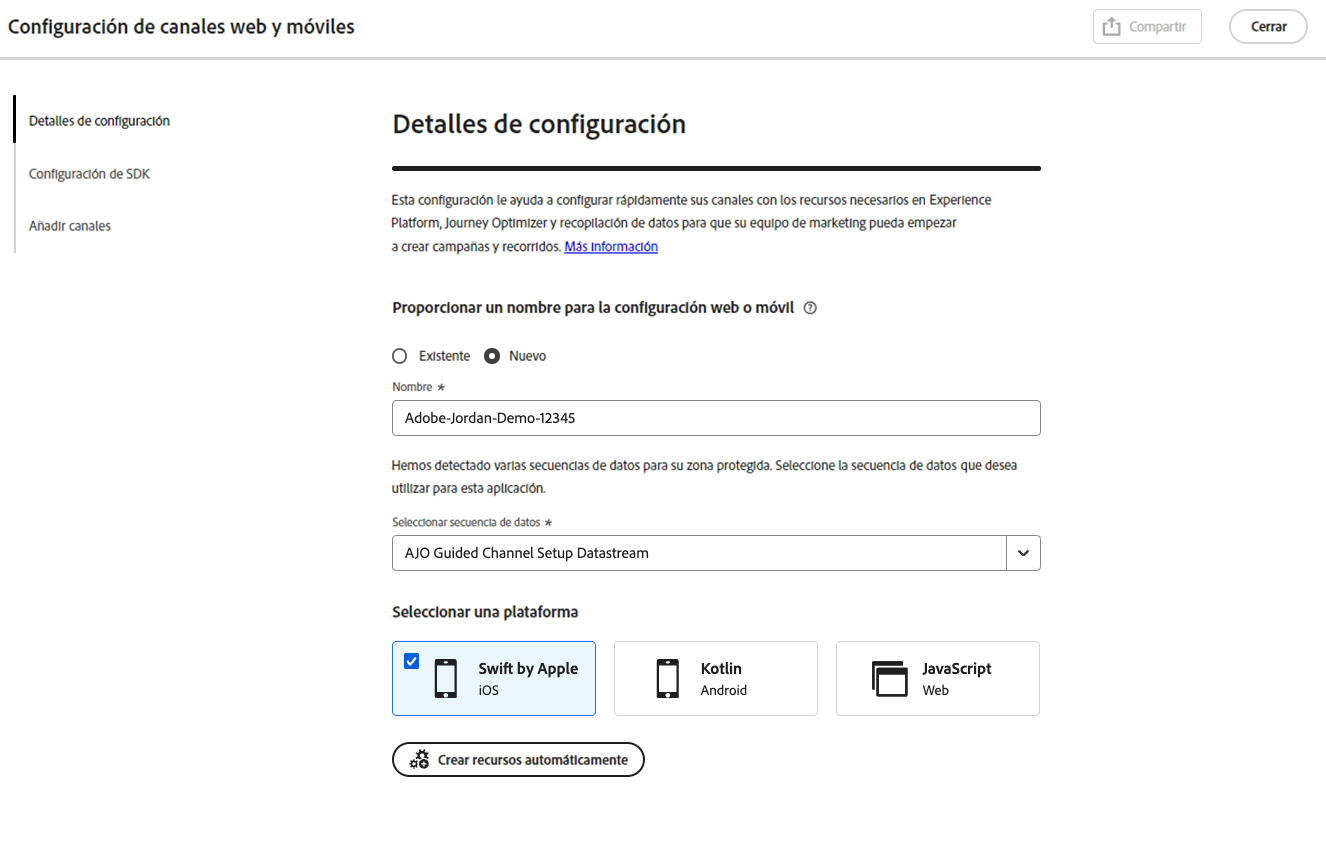 Configuración de canales web y móviles
Compartir
Cerrar
Detalles de configuración
Configuración de SDK
Añadir canales
Detalles de configuración
Esta configuración le ayuda a configurar rápidamente sus canales con los recursos necesarios en Experience
Platform, Journey Optimizer y recopilación de datos para que su equipo de marketing pueda empezar
a crear campañas y recorridos. Más información
Proporcionar un nombre para la configuración web o móvil
Existente
Nuevo
Nombre *
Adobe-Jordan-Demo-12345
Hemos detectado varias secuencias de datos para su zona protegida. Seleccione la secuencia de datos que desea
utilizar para esta aplicación.
Seleccionar secuencia de datos *
AJO Guided Channel Setup Datastream
Seleccionar una plataforma
Swift by Apple
iOS
Kotlin
Android
JavaScript
Web
Crear recursos automáticamente